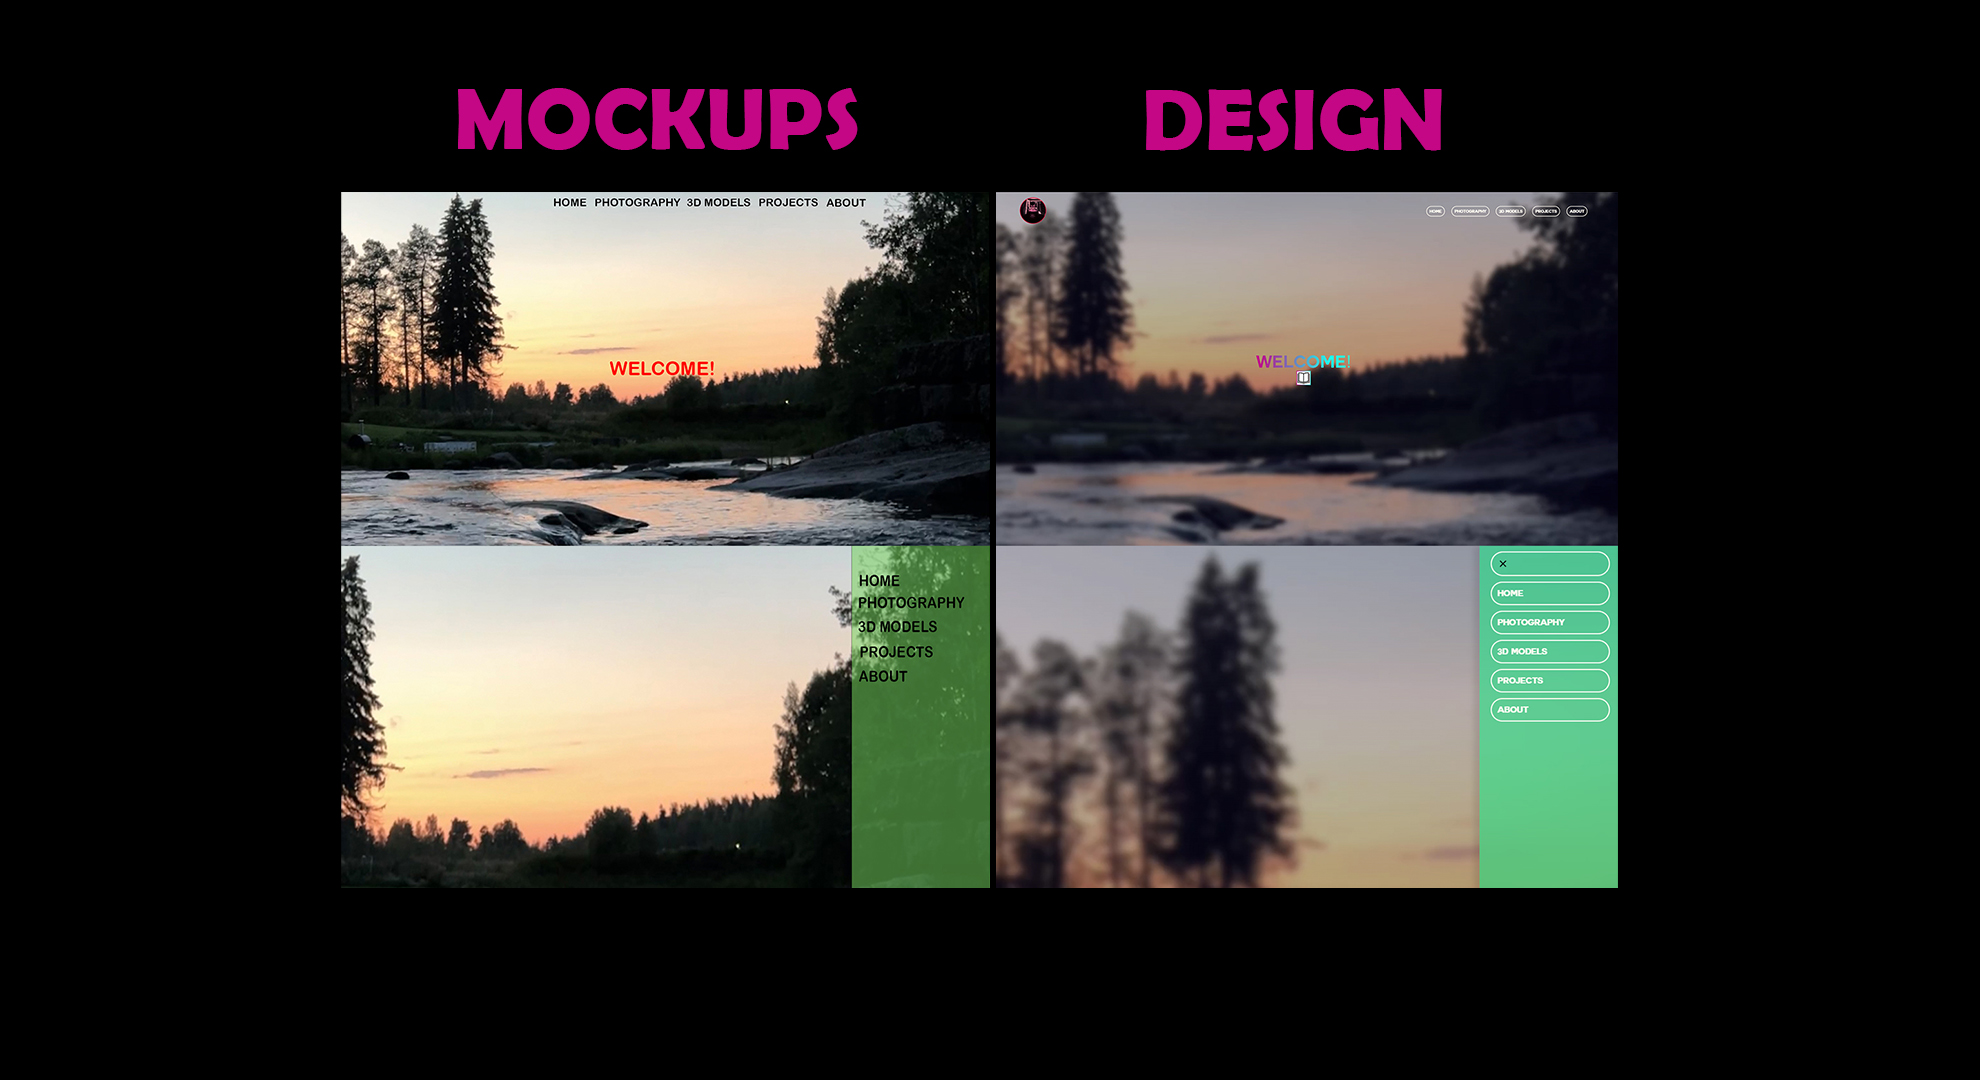 MOCKUPS
DESIGN
HOME PHOTOGRAPHY 3D MODELS PROJECTS ABOUT
WELCOME!
HOME PHOTOGRAPHY 3D MODELS PROJECTS ABOUT
WELCOME!
HOME
PHOTOGRAPHY
3D MODELS
PROJECTS
ABOUT
HOME
PHOTOGRAPHY
3D MODELS
PROJECTS
ABOUT